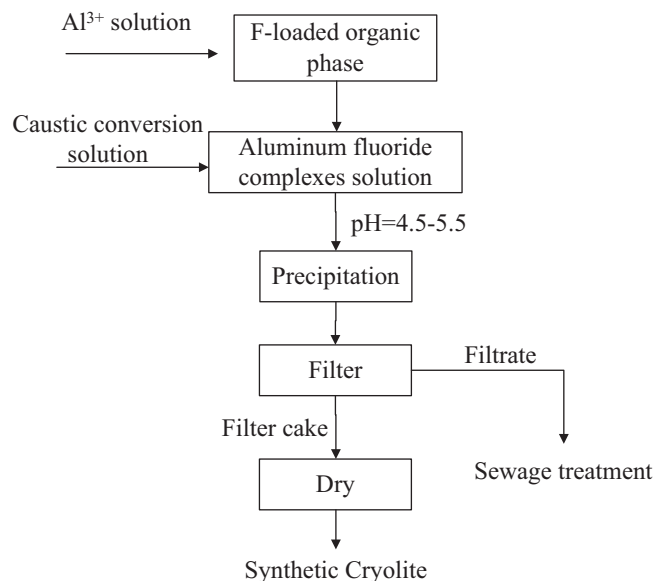 Al³⁺ solution
F-loaded organic
phase
Caustic conversion
solution
Aluminum fluoride
complexes solution
pH=4.5-5.5
Precipitation
Filter
Filtrate
Filter cake
Sewage treatment
Dry
Synthetic Cryolite